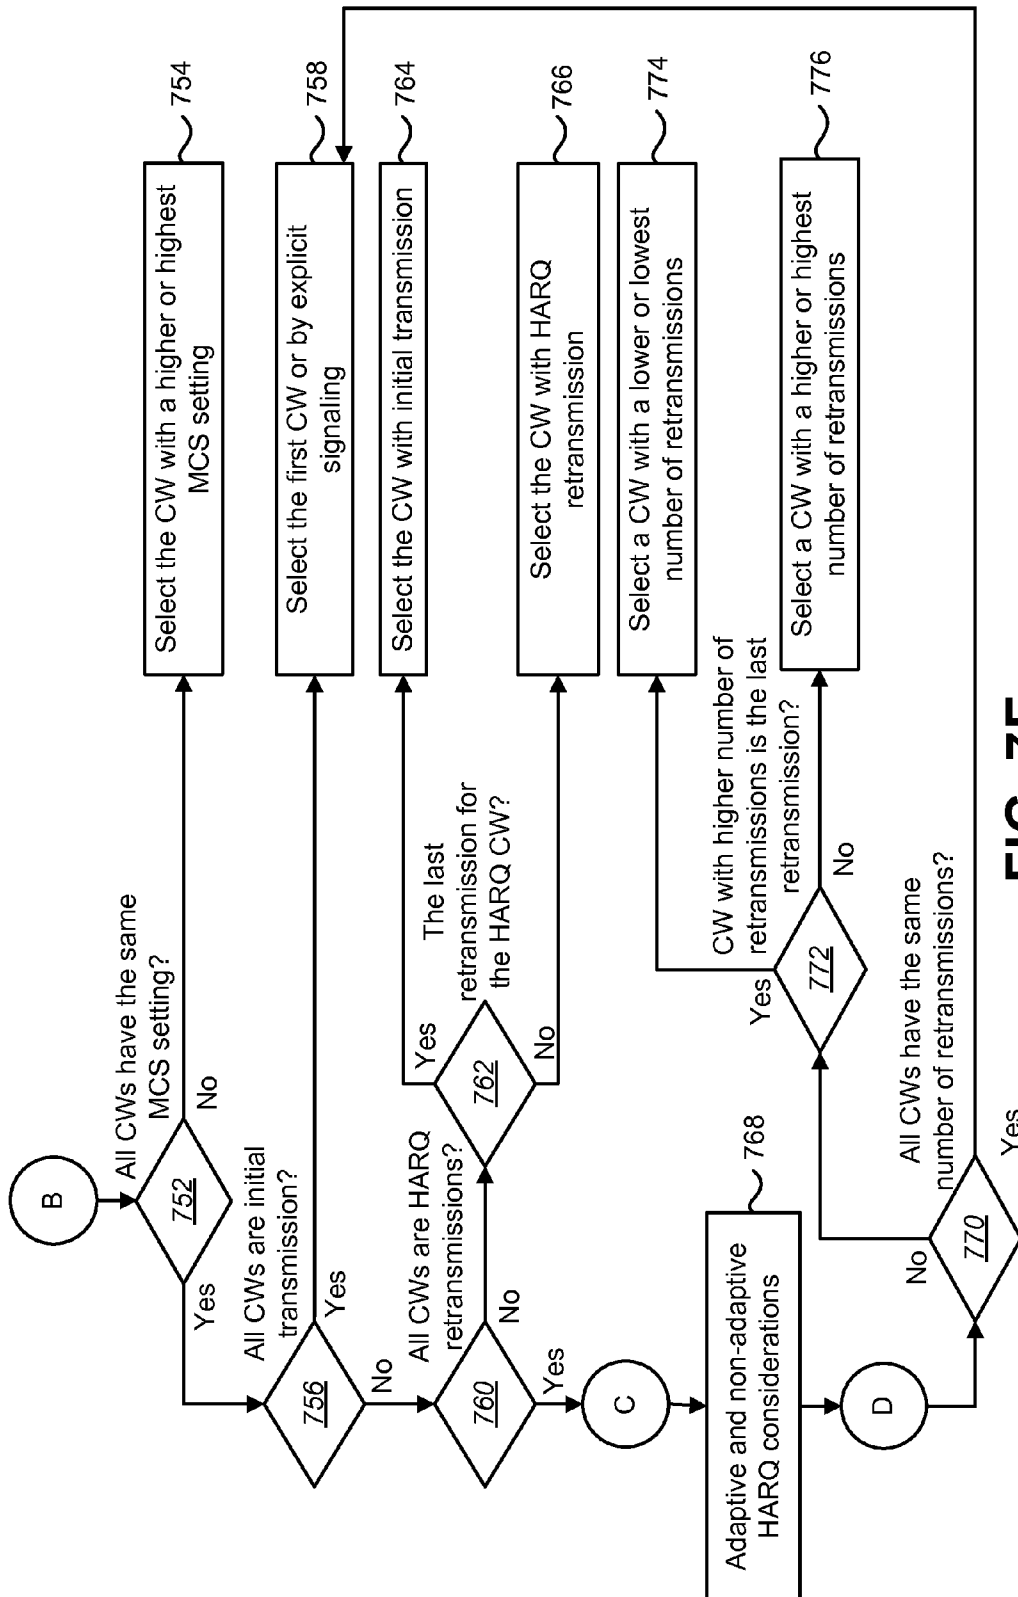 B
All CWs have the same
MCS setting?
752
No
Yes
Select the CW with a higher or highest
MCS setting
754
All CWs are initial
transmission?
756
Yes
No
Select the first CW or by explicit
signaling
758
All CWs are HARQ
retransmissions?
760
No
Yes
The last
retransmission for
the HARQ CW?
762
Yes
No
Select the CW with initial transmission
764
Select the CW with HARQ
retransmission
766
C
Adaptive and non-adaptive
HARQ considerations
768
D
All CWs have the same
number of retransmissions?
770
No
Yes
CW with higher number of
retransmissions is the last
retransmission?
772
Yes
No
Select a CW with a lower or lowest
number of retransmissions
774
Select a CW with a higher or highest
number of retransmissions
776